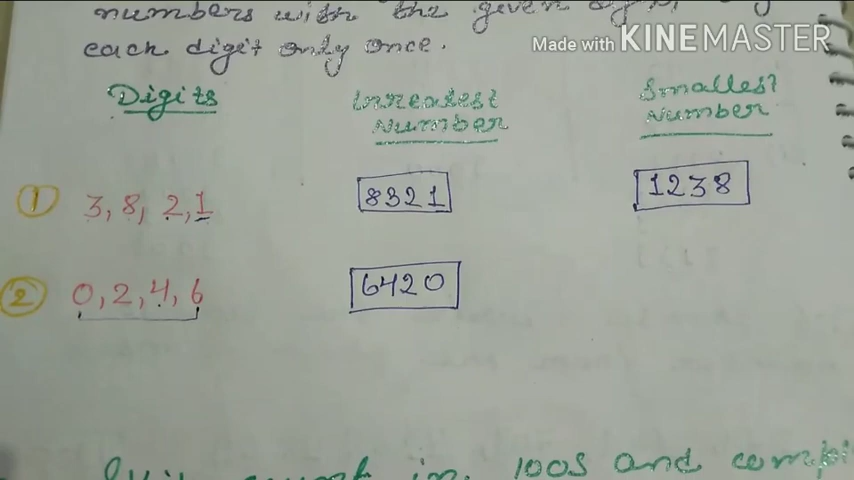 numbers with the given
each digit only once.
Made with KINEMASTER
Digits Greatest Number Smallest Number
1 3, 8, 2, 1 8321 1238
2 0, 2, 4, 6 6420
in 100s and